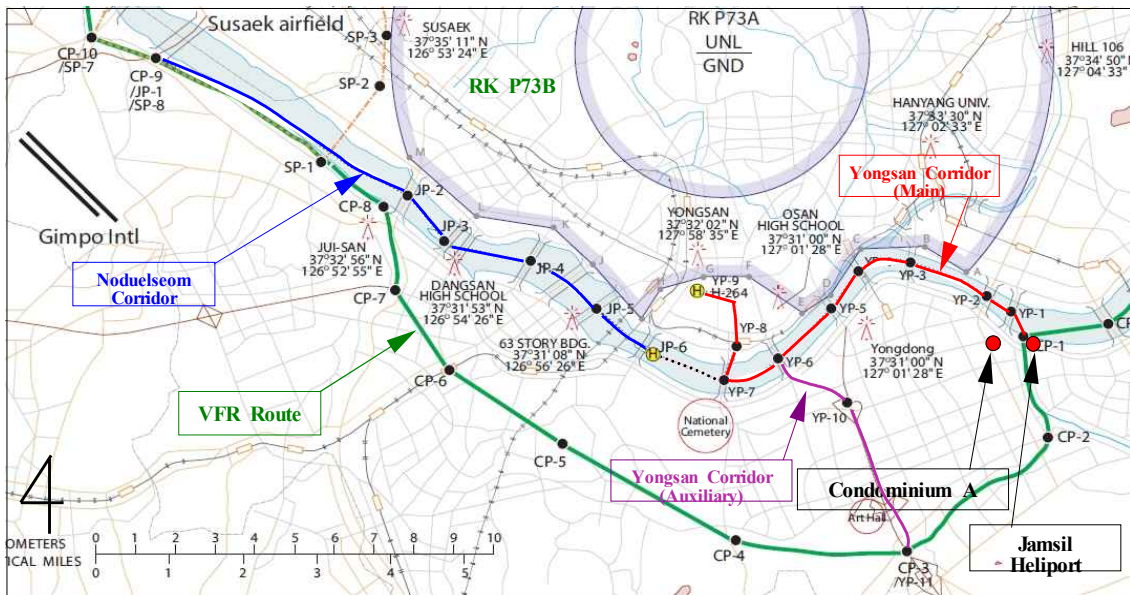 Susaek airfield
SP-3
SUSAEK
37°35' 11" N
126° 53' 24" E
RK P73A
UNL
GND
HILL 106
37°34' 50" N
127° 04' 33" E
CP-10
/SP-7
CP-9
/JP-1
/SP-8
SP-2
RK P73B
HANYANG UNIV.
37°33' 30" N
127° 02' 33" E
SP-1
M
JP-2
Yongsan Corridor
(Main)
CP-8
L
YONGSAN
37°32' 02" N
127° 58' 35" E
OSAN
HIGH SCHOOL
37°31' 00" N
127° 01' 28" E
Gimpo Intl
JP-3
K
JUI-SAN
37°32' 56" N
126° 52' 55" E
C
B
Noduelseom
Corridor
DANGSAN
HIGH SCHOOL
37°31' 53" N
126° 54' 26" E
JP-4
J
YP-3
A
G
F
YP-9
H-264
H
D
E
CP-7
JP-5
YP-5
YP-2
YP-1
63 STORY BDG.
37°31' 08" N
126° 56' 26" E
JP-6
H
YP-8
YP-6
Yongdong
37°31' 00" N
127° 01' 28" E
CP-1
CP-6
YP-7
VFR Route
National
Cemetery
YP-10
CP-5
CP-2
Yongsan Corridor
(Auxiliary)
Condominium A
Art Hall
OMETERS
TICAL MILES
0 1 2 3 4 5 6 7 8 9 10
0 1 2 3 4 5
CP-4
CP-3
/YP-11
Jamsil
Heliport